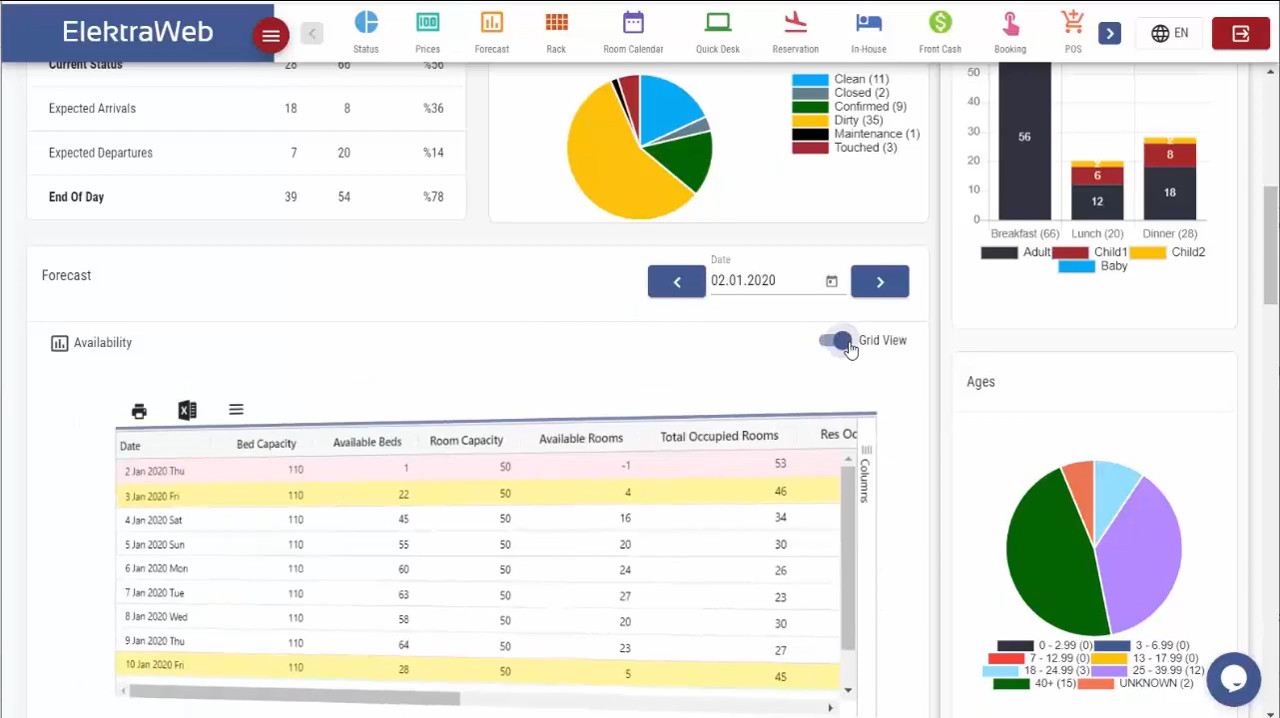 ElektraWeb
Status
Prices
Forecast
Rack
Room Calendar
Quick Desk
Reservation
In-House
Front Cash
Booking
POS
EN
Current Status 28 66 %56
Expected Arrivals 18 8 %36
Expected Departures 7 20 %14
End Of Day 39 54 %78
Clean (11)
Closed (2)
Confirmed (9)
Dirty (35)
Maintenance (1)
Touched (3)
50
40
30
20
10
0
56
6
12
8
18
Breakfast (66) Lunch (20) Dinner (28)
Adult Child1 Child2
Baby
Forecast
Date
02.01.2020
Availability
Grid View
Date Bed Capacity Available Beds Room Capacity Available Rooms Total Occupied Rooms Res Oc
2 Jan 2020 Thu 110 1 50 -1 53
3 Jan 2020 Fri 110 22 50 4 46
4 Jan 2020 Sat 110 45 50 16 34
5 Jan 2020 Sun 110 55 50 20 30
6 Jan 2020 Mon 110 60 50 24 26
7 Jan 2020 Tue 110 63 50 27 23
8 Jan 2020 Wed 110 58 50 20 30
9 Jan 2020 Thu 110 64 50 23 27
10 Jan 2020 Fri 110 28 50 5 45
Columns
Ages
0 - 2.99 (0) 3 - 6.99 (0)
7 - 12.99 (0) 13 - 17.99 (0)
18 - 24.99 (3) 25 - 39.99 (12)
40+ (15) UNKNOWN (2)